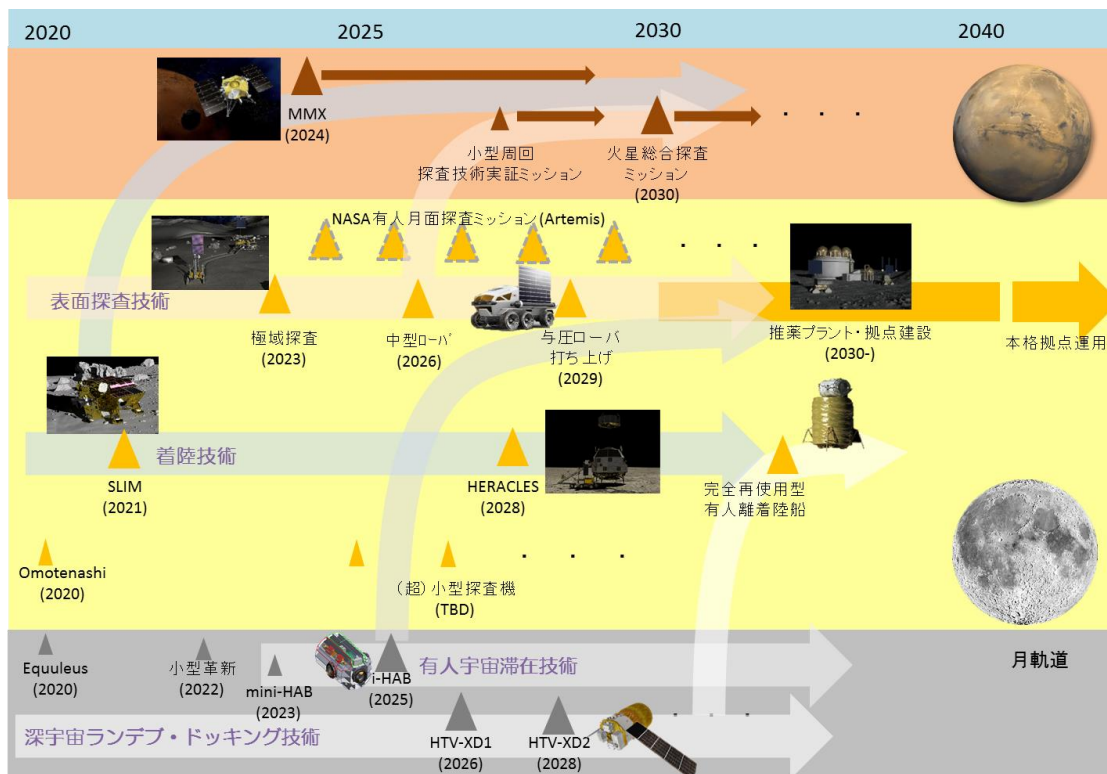 2020
2025
2030
2040
MMX
(2024)
小型周回
探査技術実証ミッション
火星総合探査
ミッション
(2030)
・ ・ ・
NASA有人月面探査ミッション(Artemis)
・ ・ ・
表面探査技術
極域探査
(2023)
中型ローバ
(2026)
与圧ローバ
打ち上げ
(2029)
推薬プラント・拠点建設
(2030-)
本格拠点運用
着陸技術
SLIM
(2021)
HERACLES
(2028)
完全再使用型
有人離着陸船
Omotenashi
(2020)
(超)小型探査機
(TBD)
・ ・ ・
Equuleus
(2020)
小型革新
(2022)
mini-HAB
(2023)
i-HAB
(2025)
有人宇宙滞在技術
月軌道
深宇宙ランデブ・ドッキング技術
HTV-XD1
(2026)
HTV-XD2
(2028)
・ ・ ・